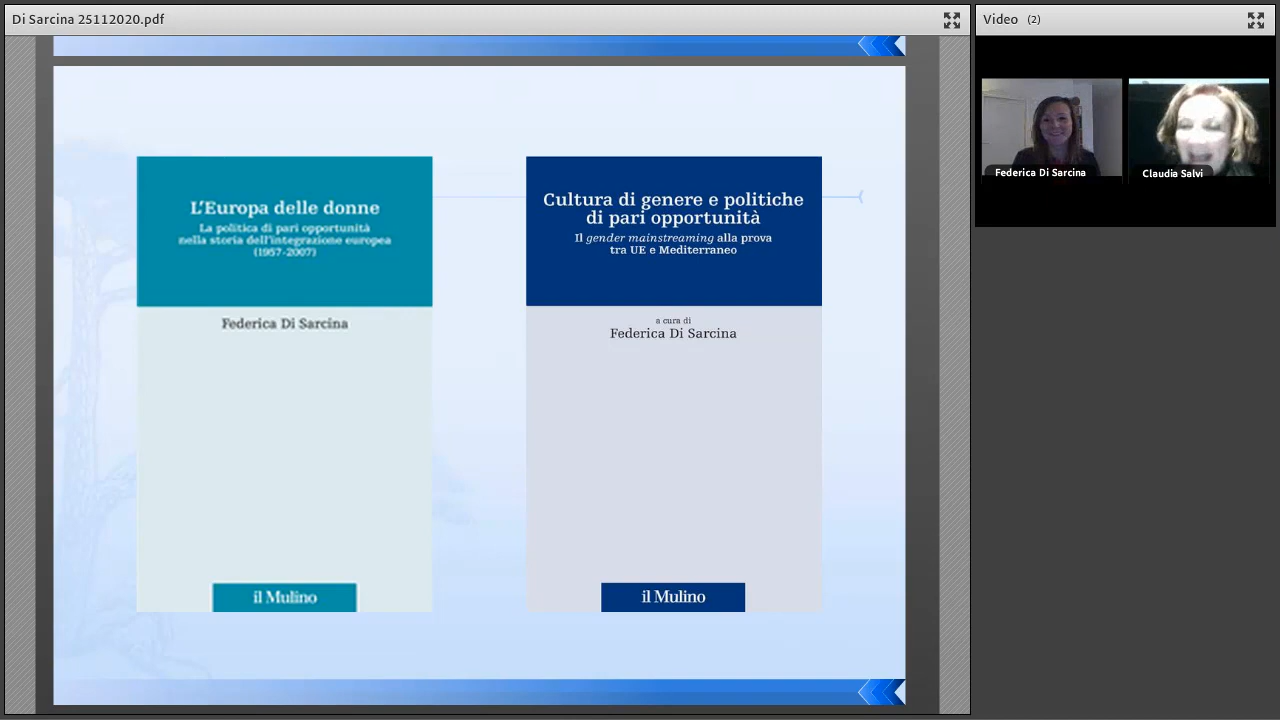 Di Sarcina 25112020.pdf
Video (2)
Federica Di Sarcina
Claudia Salvi
L'Europa delle donne
La politica di pari opportunità
nella storia dell'integrazione europea
(1957-2007)
Federica Di Sarcina
il Mulino
Cultura di genere e politiche
di pari opportunità
Il gender mainstreaming alla prova
tra UE e Mediterraneo
a cura di
Federica Di Sarcina
il Mulino